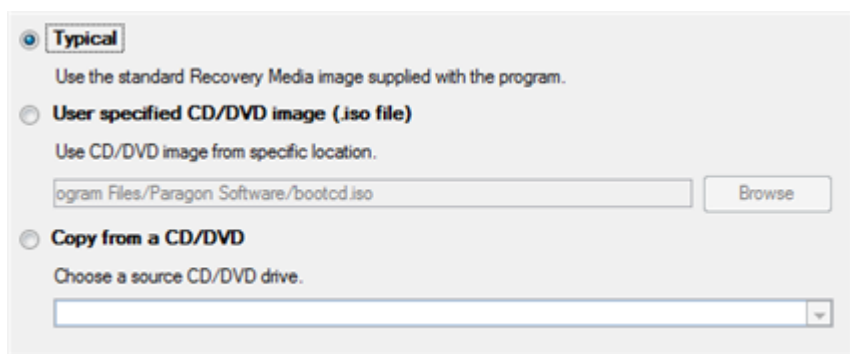 Typical
Use the standard Recovery Media image supplied with the program.
User specified CD/DVD image (.iso file)
Use CD/DVD image from specific location.
ogram Files/Paragon Software/bootcd.iso
Browse
Copy from a CD/DVD
Choose a source CD/DVD drive.